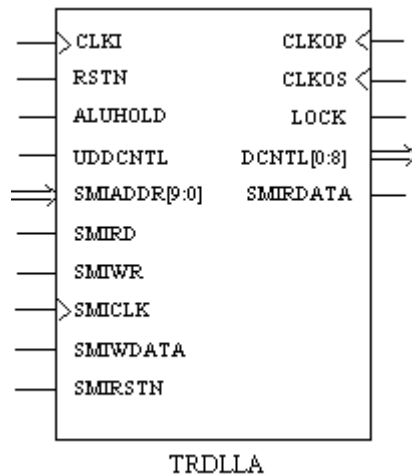 CLKI CLKOP
RSTN CLKOS
ALUHOLD LOCK
UDDCNTL DCNTL[0:8]
SMIADDR[9:0] SMIRDATA
SMIRD
SMIWR
SMICLK
SMIWDATA
SMIRSTN
TRDLLA